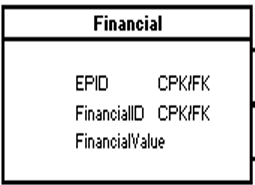 Financial
EPID CPK/FK
FinancialID CPK/FK
FinancialValue